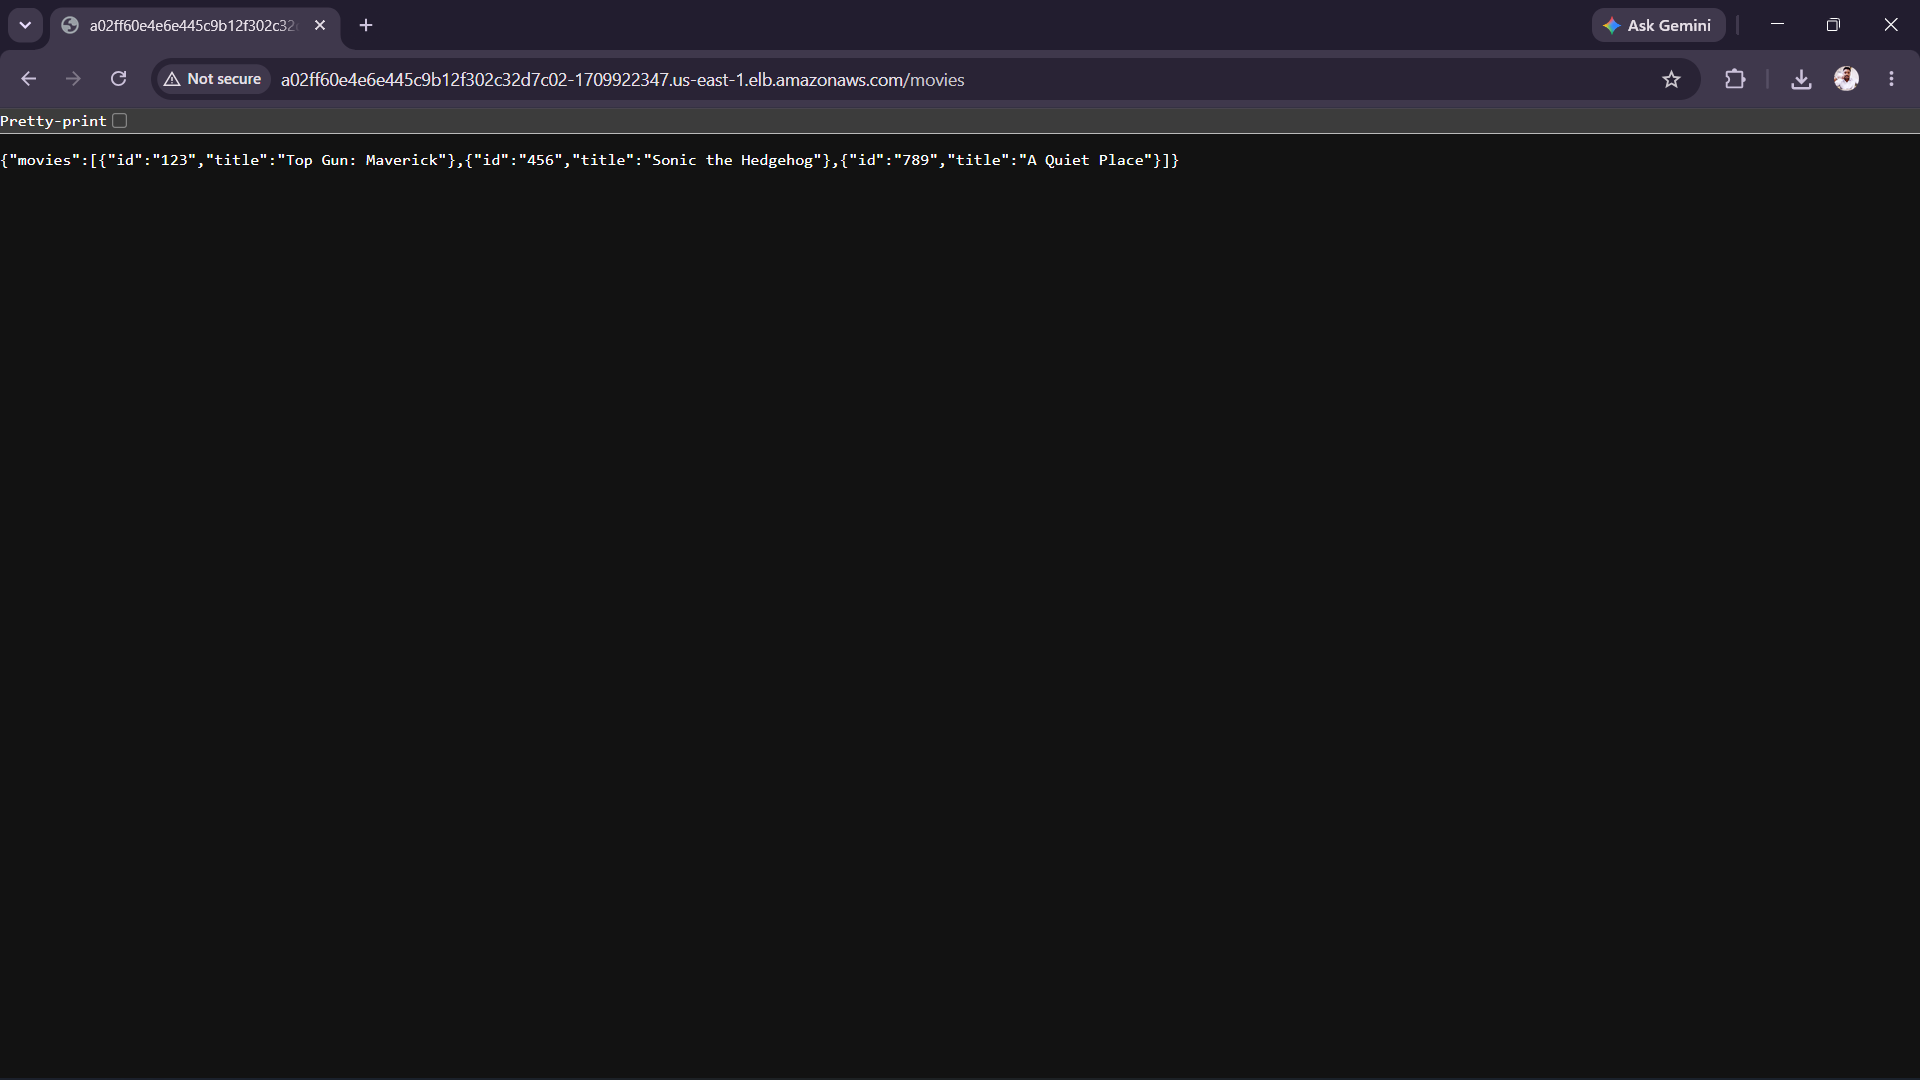 a02ff60e4e6e445c9b12f302c32
Ask Gemini
Not secure
a02ff60e4e6e445c9b12f302c32d7c02-1709922347.us-east-1.elb.amazonaws.com/movies
Pretty-print
{"movies":[{"id":"123","title":"Top Gun: Maverick"},{"id":"456","title":"Sonic the Hedgehog"},{"id":"789","title":"A Quiet Place"}]}